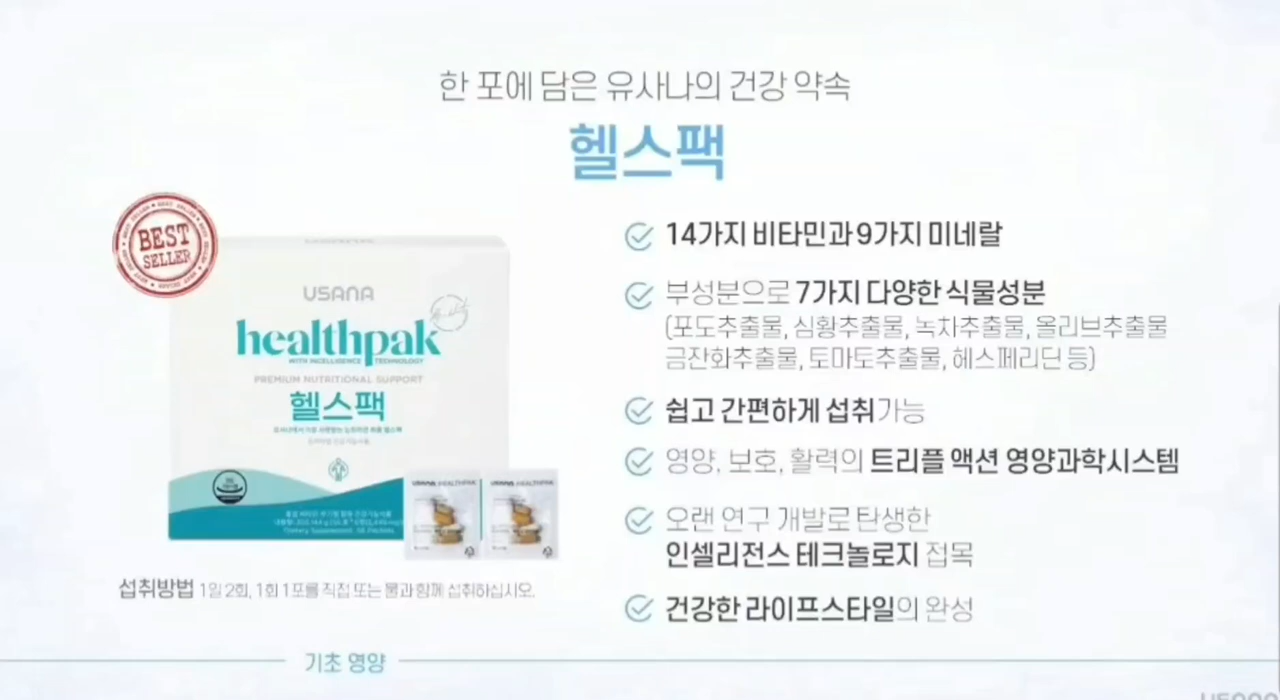 한 포에 담은 유사나의 건강 약속
헬스팩
BEST
SELLER
USANA
healthpak
WITH INCELLIGENCE TECHNOLOGY
PREMIUM NUTRITIONAL SUPPORT
헬스팩
USANA HEALTHPAK
USANA HEALTHPAK
섭취방법 1일 2회, 1회 1포를 직접 또는 물과 함께 섭취하십시오.
14가지 비타민과 9가지 미네랄
부성분으로 7가지 다양한 식물성분
(포도추출물, 심황추출물, 녹차추출물, 올리브추출물
금잔화추출물, 토마토추출물, 헤스페리딘 등)
쉽고 간편하게 섭취가능
영양, 보호, 활력의 트리플 액션 영양과학시스템
오랜 연구 개발로 탄생한
인셀리전스 테크놀로지 접목
건강한 라이프스타일의 완성
기초 영양